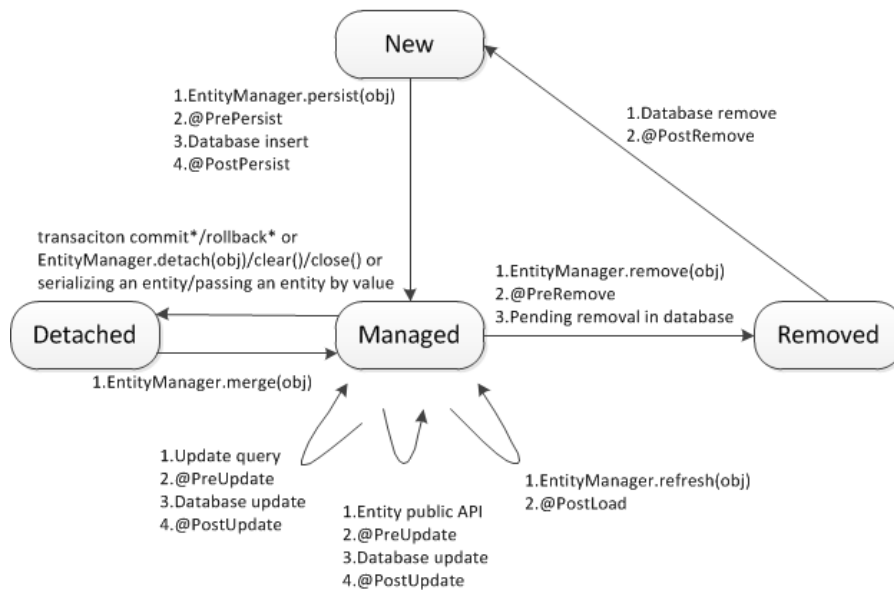 New
1.EntityManager.persist(obj)
2.@PrePersist
3.Database insert
4.@PostPersist
1.Database remove
2.@PostRemove
transaciton commit*/rollback* or
EntityManager.detach(obj)/clear()/close() or
serializing an entity/passing an entity by value
1.EntityManager.remove(obj)
2.@PreRemove
3.Pending removal in database
Detached
Managed
Removed
1.EntityManager.merge(obj)
1.Update query
2.@PreUpdate
3.Database update
4.@PostUpdate
1.Entity public API
2.@PreUpdate
3.Database update
4.@PostUpdate
1.EntityManager.refresh(obj)
2.@PostLoad